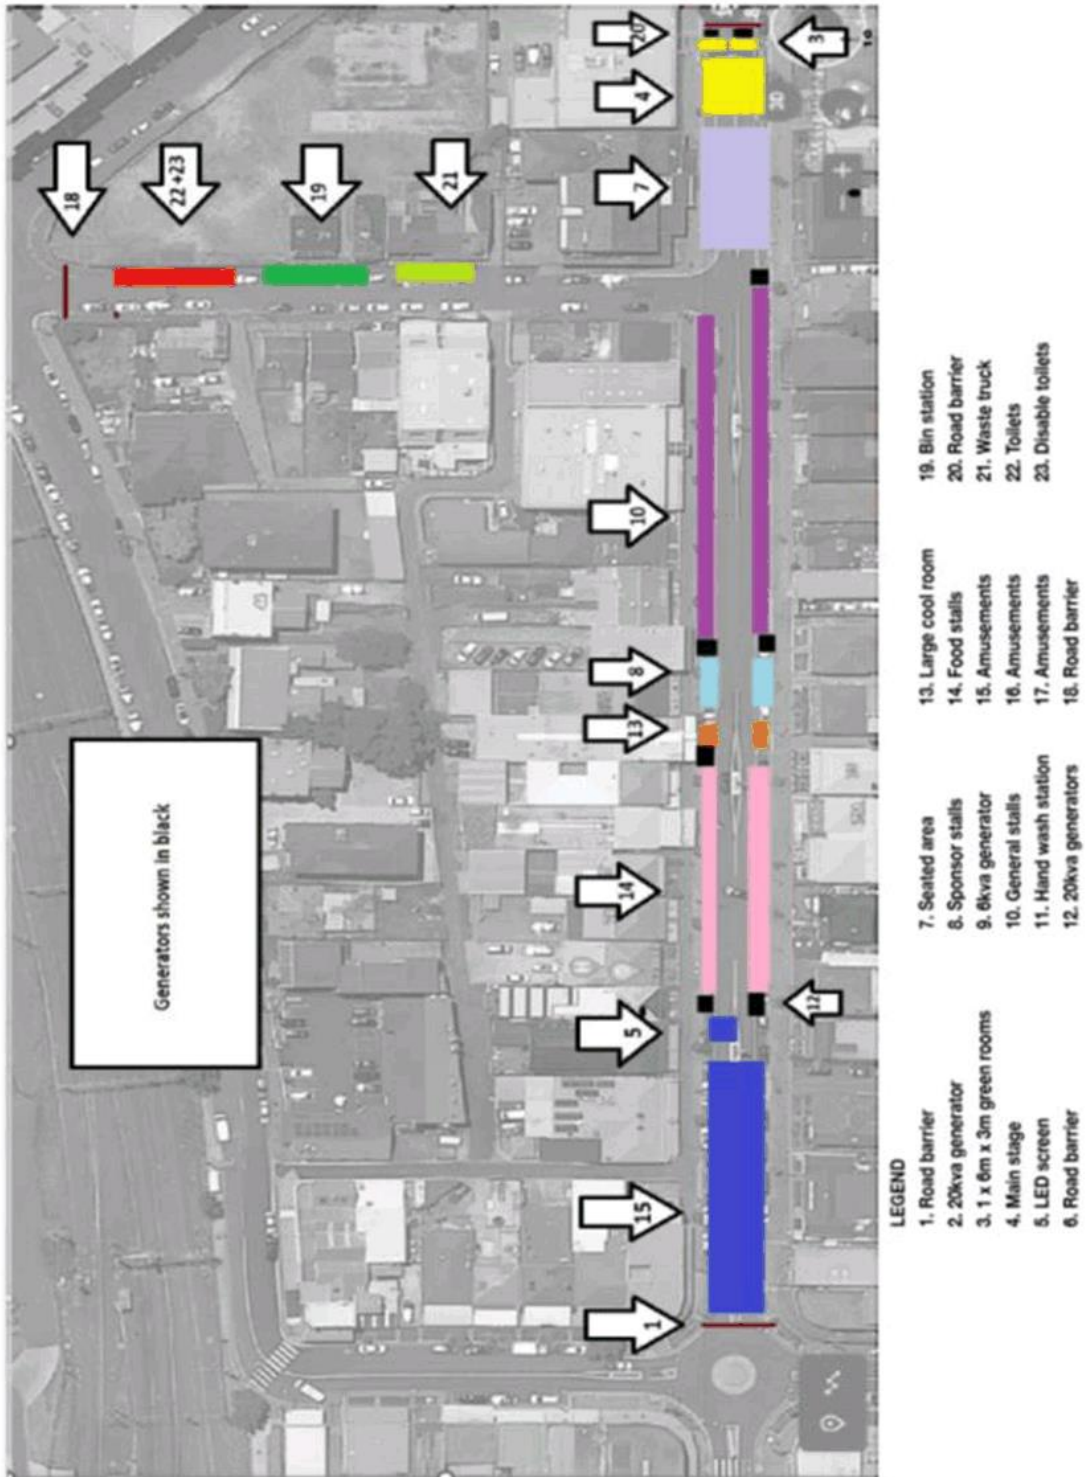 20
3
4
7
18
22+23
19
21
10
8
13
Generators shown in black
14
5
12
15
1
LEGEND
1. Road barrier
2. 20kva generator
3. 1 x 6m x 3m green rooms
4. Main stage
5. LED screen
6. Road barrier
7. Seated area
8. Sponsor stalls
9. 6kva generator
10. General stalls
11. Hand wash station
12. 20kva generators
13. Large cool room
14. Food stalls
15. Amusements
16. Amusements
17. Amusements
18. Road barrier
19. Bin station
20. Road barrier
21. Waste truck
22. Toilets
23. Disable toilets
3D